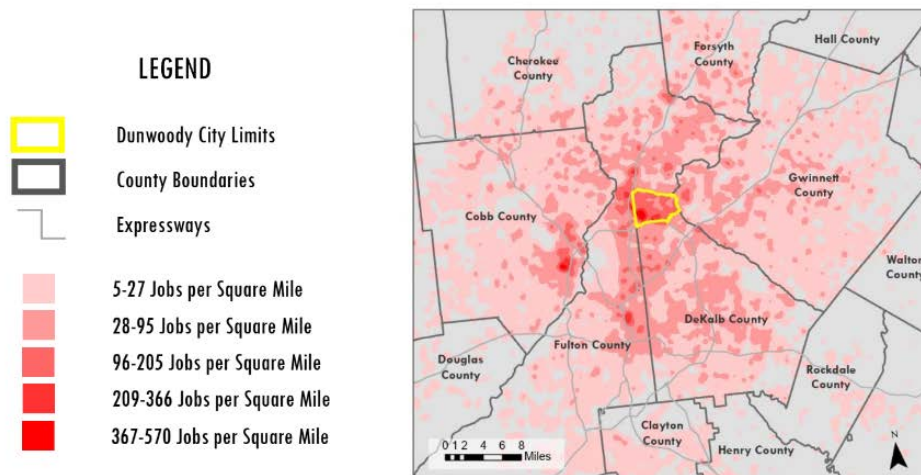 LEGEND
Dunwoody City Limits
County Boundaries
Expressways
5-27 Jobs per Square Mile
28-95 Jobs per Square Mile
96-205 Jobs per Square Mile
209-366 Jobs per Square Mile
367-570 Jobs per Square Mile
Hall County
Forsyth
County
Cherokee
County
Gwinnett
County
Cobb County
Walton
County
DeKalb County
Fulton County
Douglas
County
Rockdale
County
Clayton
County
Henry County
0 1 2 4 6 8
Miles
N